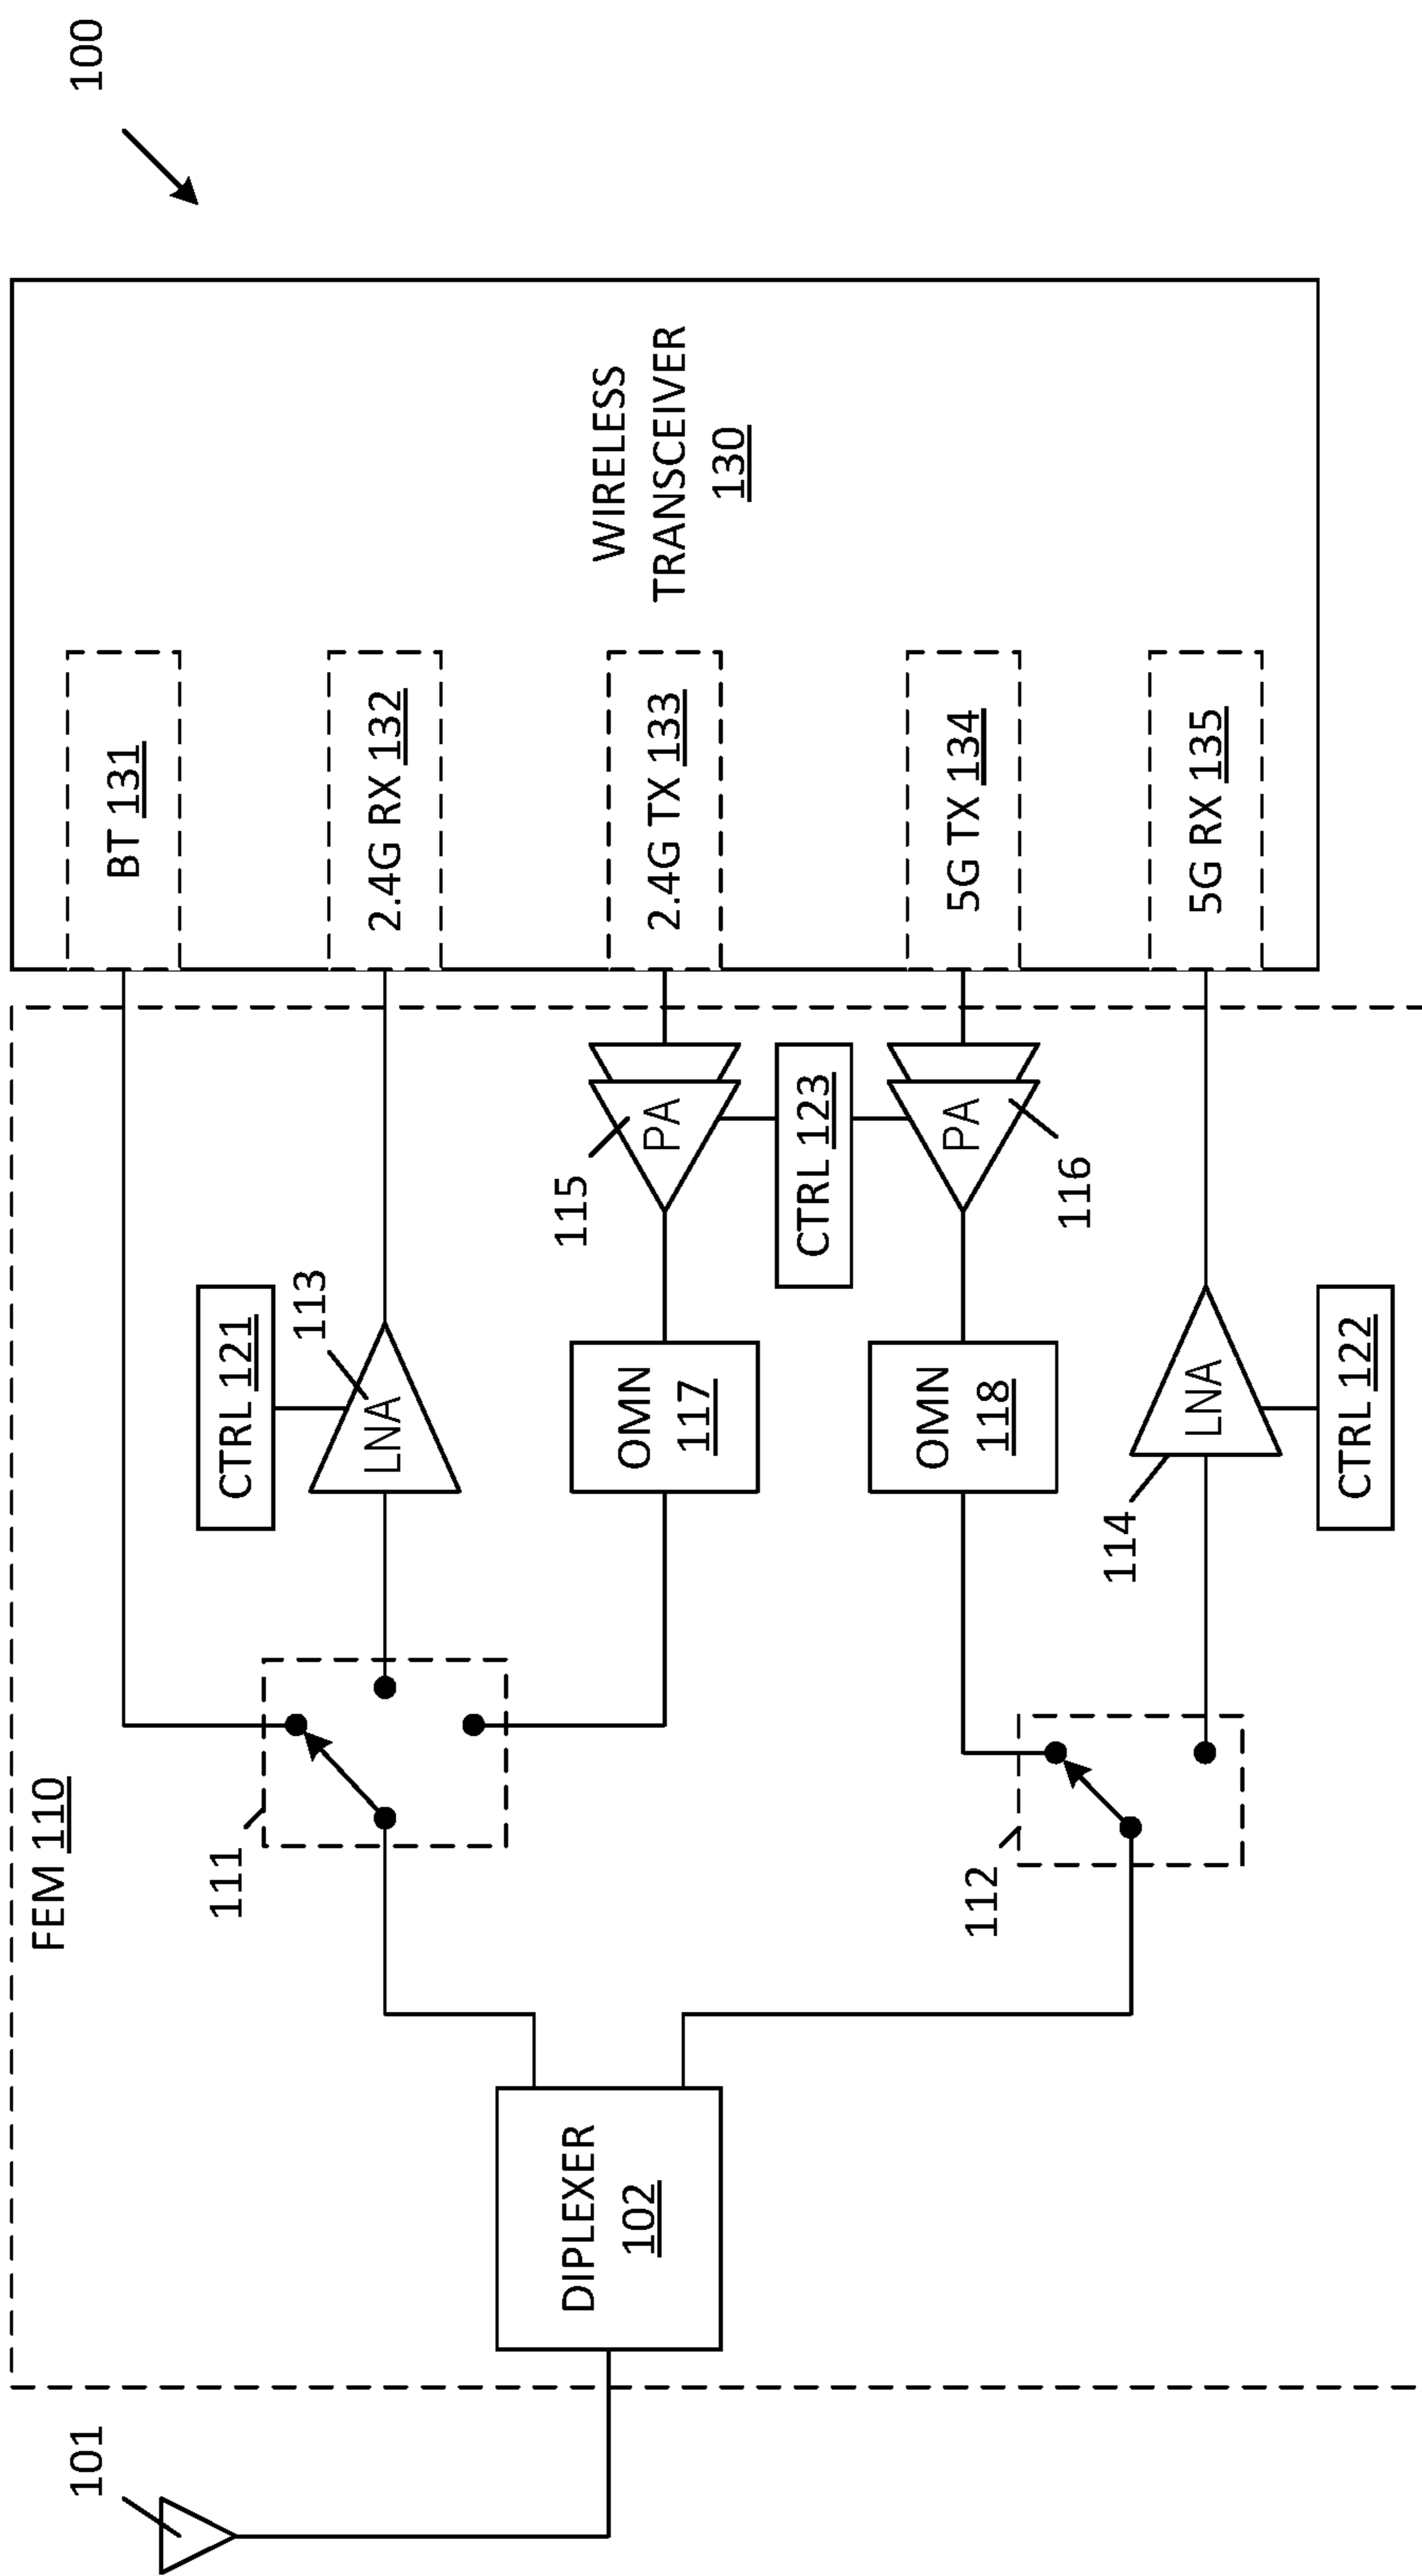 100
101
FEM 110
DIPLEXER
102
111
112
CTRL 121
113
LNA
115
PA
OMN
117
CTRL 123
PA
116
OMN
118
114
LNA
CTRL 122
BT 131
2.4G RX 132
2.4G TX 133
5G TX 134
5G RX 135
WIRELESS
TRANSCEIVER
130